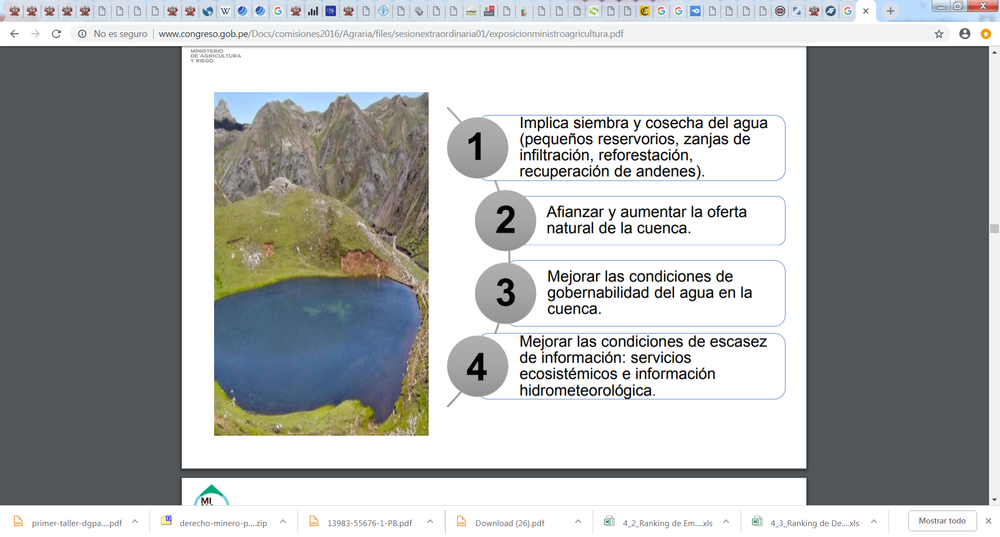 No es seguro
www.congreso.gob.pe/Docs/comisiones2016/Agraria/files/sesionextraordinaria01/exposicionministroagricultura.pdf
MINISTERIO
DE AGRICULTURA
Y RIEGO
1
Implica siembra y cosecha del agua
(pequeños reservorios, zanjas de
infiltración, reforestación,
recuperación de andenes).
2
Afianzar y aumentar la oferta
natural de la cuenca.
3
Mejorar las condiciones de
gobernabilidad del agua en la
cuenca.
4
Mejorar las condiciones de escasez
de información: servicios
ecosistémicos e información
hidrometeorológica.
MI
primer-taller-dgpa....pdf
derecho-minero-p....zip
13983-55676-1-PB.pdf
Download (26).pdf
4_2_Ranking de Em....xls
4_3_Ranking de De....xls
Mostrar todo